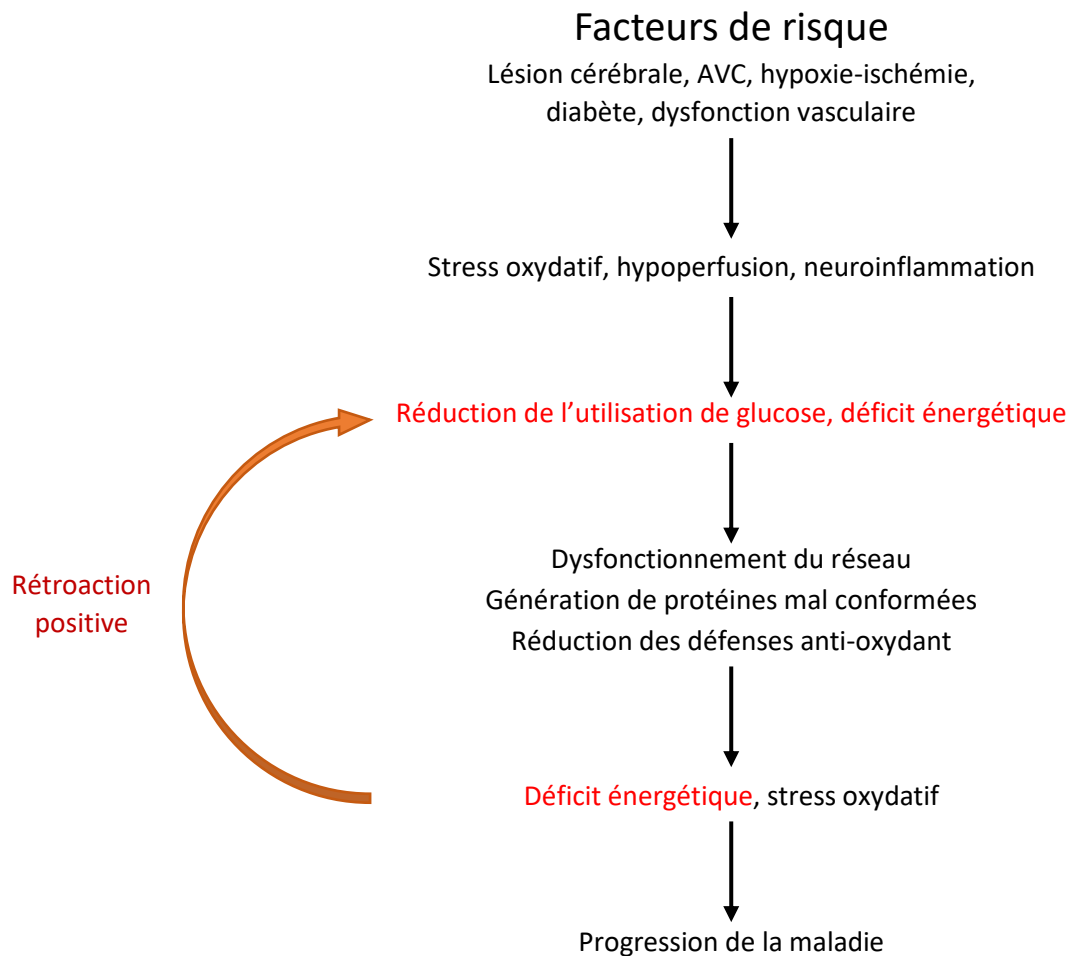 Facteurs de risque
Lésion cérébrale, AVC, hypoxie-ischémie,
diabète, dysfonction vasculaire
Stress oxydatif, hypoperfusion, neuroinflammation
Réduction de l’utilisation de glucose, déficit énergétique
Dysfonctionnement du réseau
Génération de protéines mal conformées
Réduction des défenses anti-oxydant
Rétroaction
positive
Déficit énergétique, stress oxydatif
Progression de la maladie